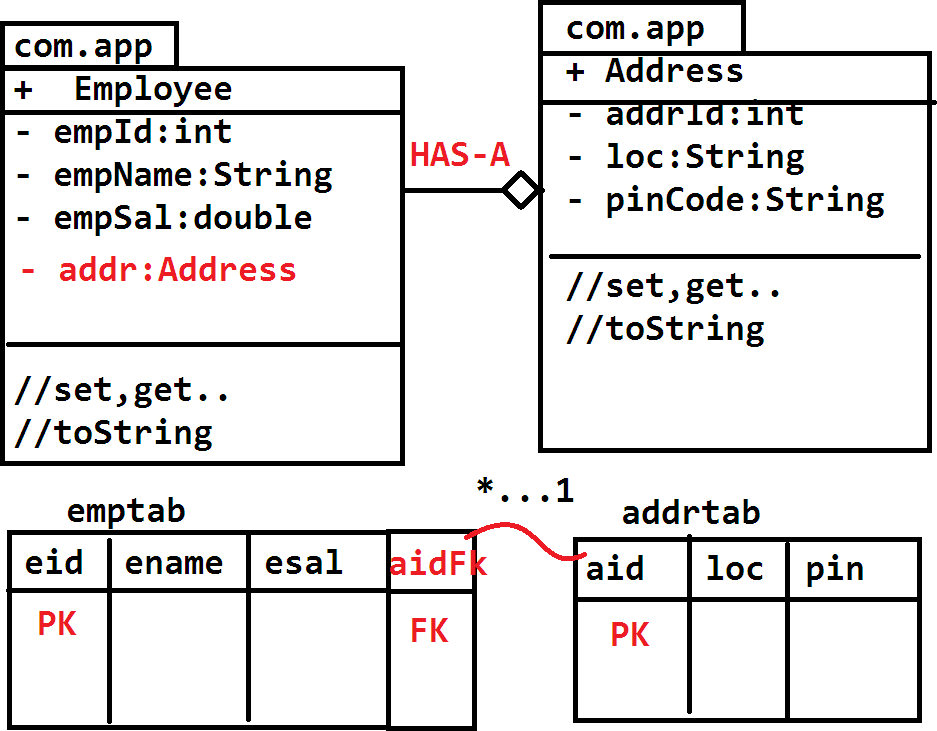 com.app
+ Employee
- empId:int
- empName:String
- empSal:double
- addr:Address
//set,get..
//toString
HAS-A
com.app
+ Address
- addrId:int
- loc:String
- pinCode:String
//set,get..
//toString
*...1
emptab
eid ename esal aidFk
PK FK
addrtab
aid loc pin
PK